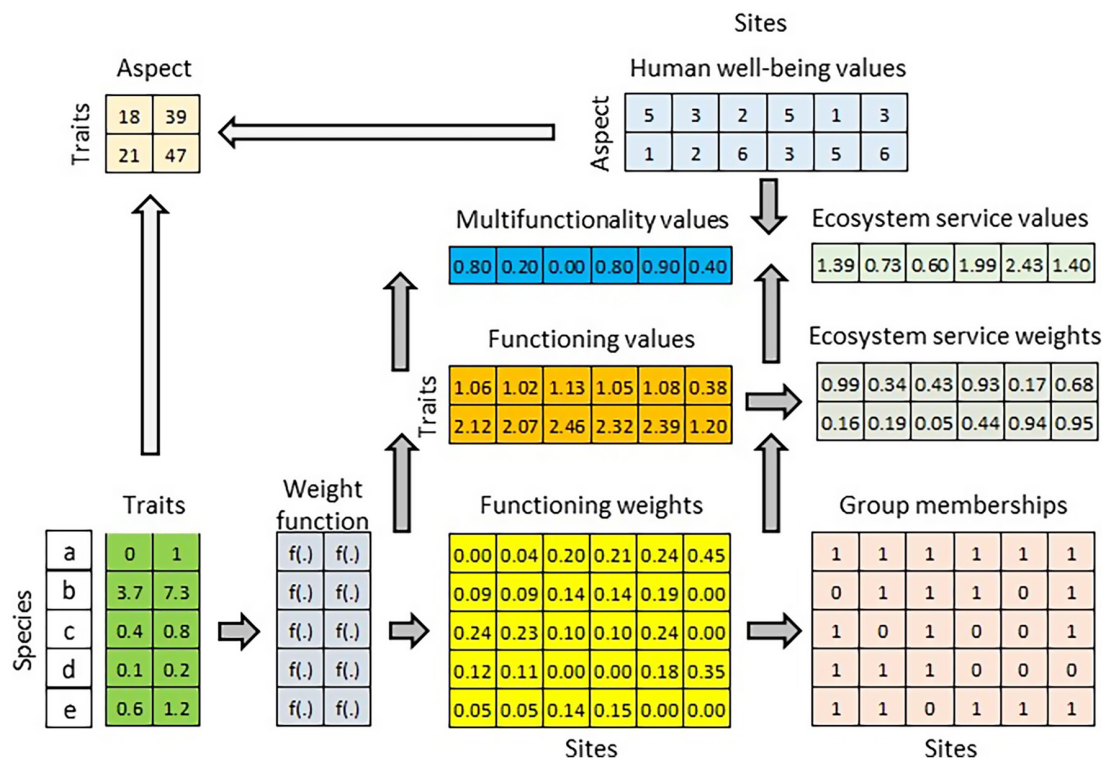 Sites
Aspect
Human well-being values
Traits
18 39
21 47
Aspect
5 3 2 5 1 3
1 2 6 3 5 6
Multifunctionality values
0.80 0.20 0.00 0.80 0.90 0.40
Ecosystem service values
1.39 0.73 0.60 1.99 2.43 1.40
Functioning values
Traits
1.06 1.02 1.13 1.05 1.08 0.38
2.12 2.07 2.46 2.32 2.39 1.20
Ecosystem service weights
0.99 0.34 0.43 0.93 0.17 0.68
0.16 0.19 0.05 0.44 0.94 0.95
Species
a
b
c
d
e
Traits
0 1
3.7 7.3
0.4 0.8
0.1 0.2
0.6 1.2
Weight
function
f(.) f(.)
f(.) f(.)
f(.) f(.)
f(.) f(.)
f(.) f(.)
Functioning weights
0.00 0.04 0.20 0.21 0.24 0.45
0.09 0.09 0.14 0.14 0.19 0.00
0.24 0.23 0.10 0.10 0.24 0.00
0.12 0.11 0.00 0.00 0.18 0.35
0.05 0.05 0.14 0.15 0.00 0.00
Sites
Group memberships
1 1 1 1 1 1
0 1 1 1 0 1
1 0 1 0 0 1
1 1 1 0 0 0
1 1 0 1 1 1
Sites